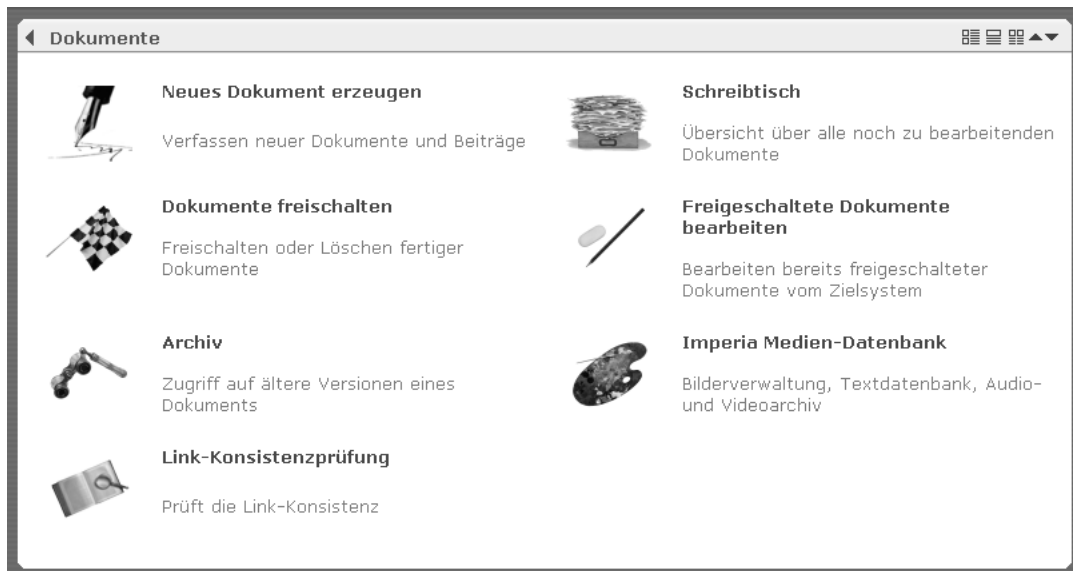 Dokumente
Neues Dokument erzeugen
Verfassen neuer Dokumente und Beiträge
Schreibtisch
Übersicht über alle noch zu bearbeitenden
Dokumente
Dokumente freischalten
Freischalten oder Löschen fertiger
Dokumente
Freigeschaltete Dokumente
bearbeiten
Bearbeiten bereits freigeschalteter
Dokumente vom Zielsystem
Archiv
Zugriff auf ältere Versionen eines
Dokuments
Imperia Medien-Datenbank
Bilderverwaltung, Textdatenbank, Audio-
und Videoarchiv
Link-Konsistenzprüfung
Prüft die Link-Konsistenz